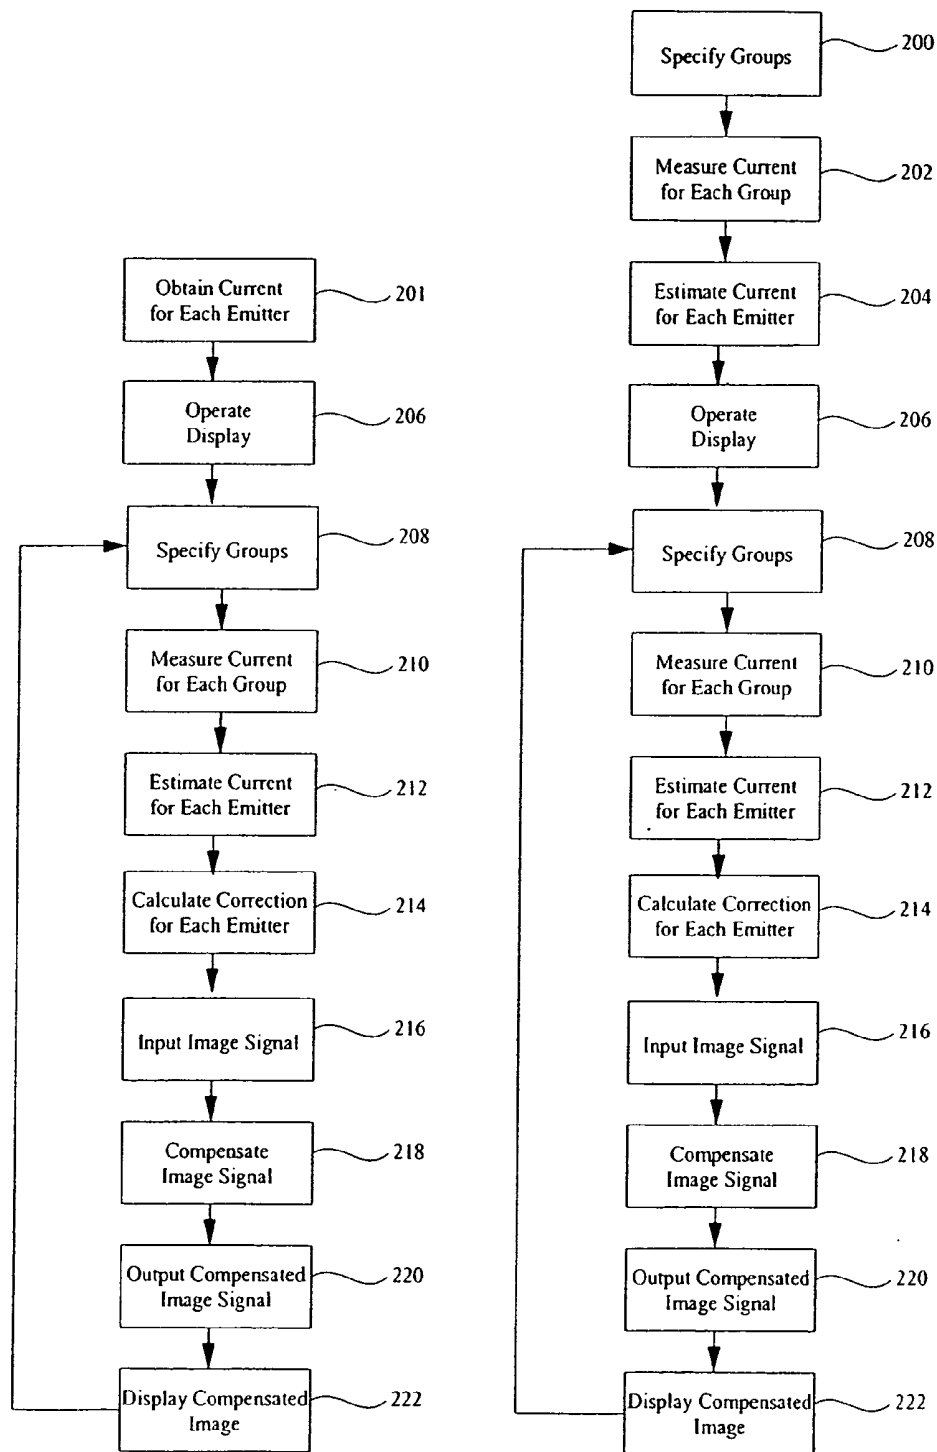 Obtain Current
for Each Emitter
201
Operate
Display
206
Specify Groups
208
Measure Current
for Each Group
210
Estimate Current
for Each Emitter
212
Calculate Correction
for Each Emitter
214
Input Image Signal
216
Compensate
Image Signal
218
Output Compensated
Image Signal
220
Display Compensated
Image
222
Specify Groups
200
Measure Current
for Each Group
202
Estimate Current
for Each Emitter
204
Operate
Display
206
Specify Groups
208
Measure Current
for Each Group
210
Estimate Current
for Each Emitter
212
Calculate Correction
for Each Emitter
214
Input Image Signal
216
Compensate
Image Signal
218
Output Compensated
Image Signal
220
Display Compensated
Image
222